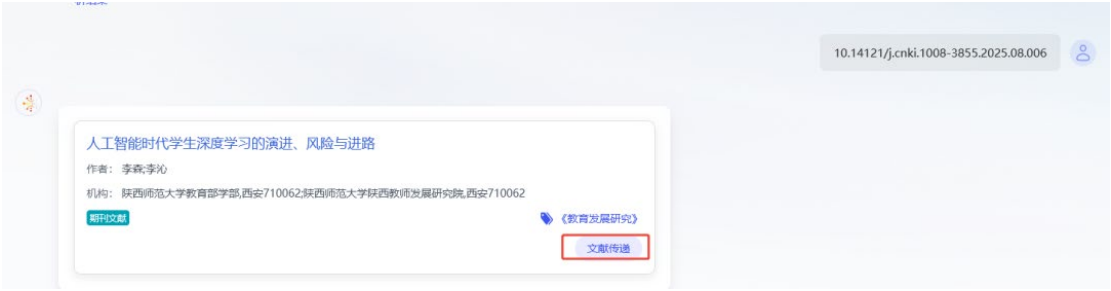 10.14121/j.cnki.1008-3855.2025.08.006
人工智能时代学生深度学习的演进、风险与进路
作者： 李森;李沁
机构： 陕西师范大学教育部学部,西安710062;陕西师范大学陕西教师发展研究院,西安710062
期刊文献
《教育发展研究》
文献传递